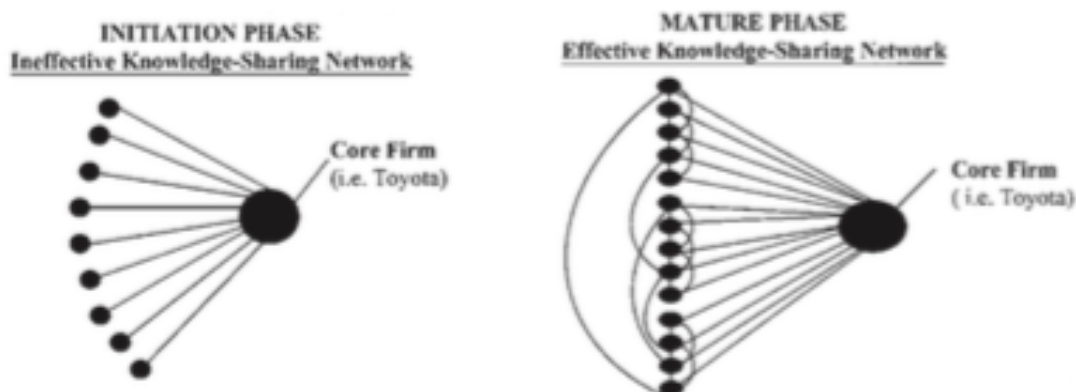 INITIATION PHASE
Ineffective Knowledge-Sharing Network
Core Firm
(i.e. Toyota)
MATURE PHASE
Effective Knowledge-Sharing Network
Core Firm
( i.e. Toyota)